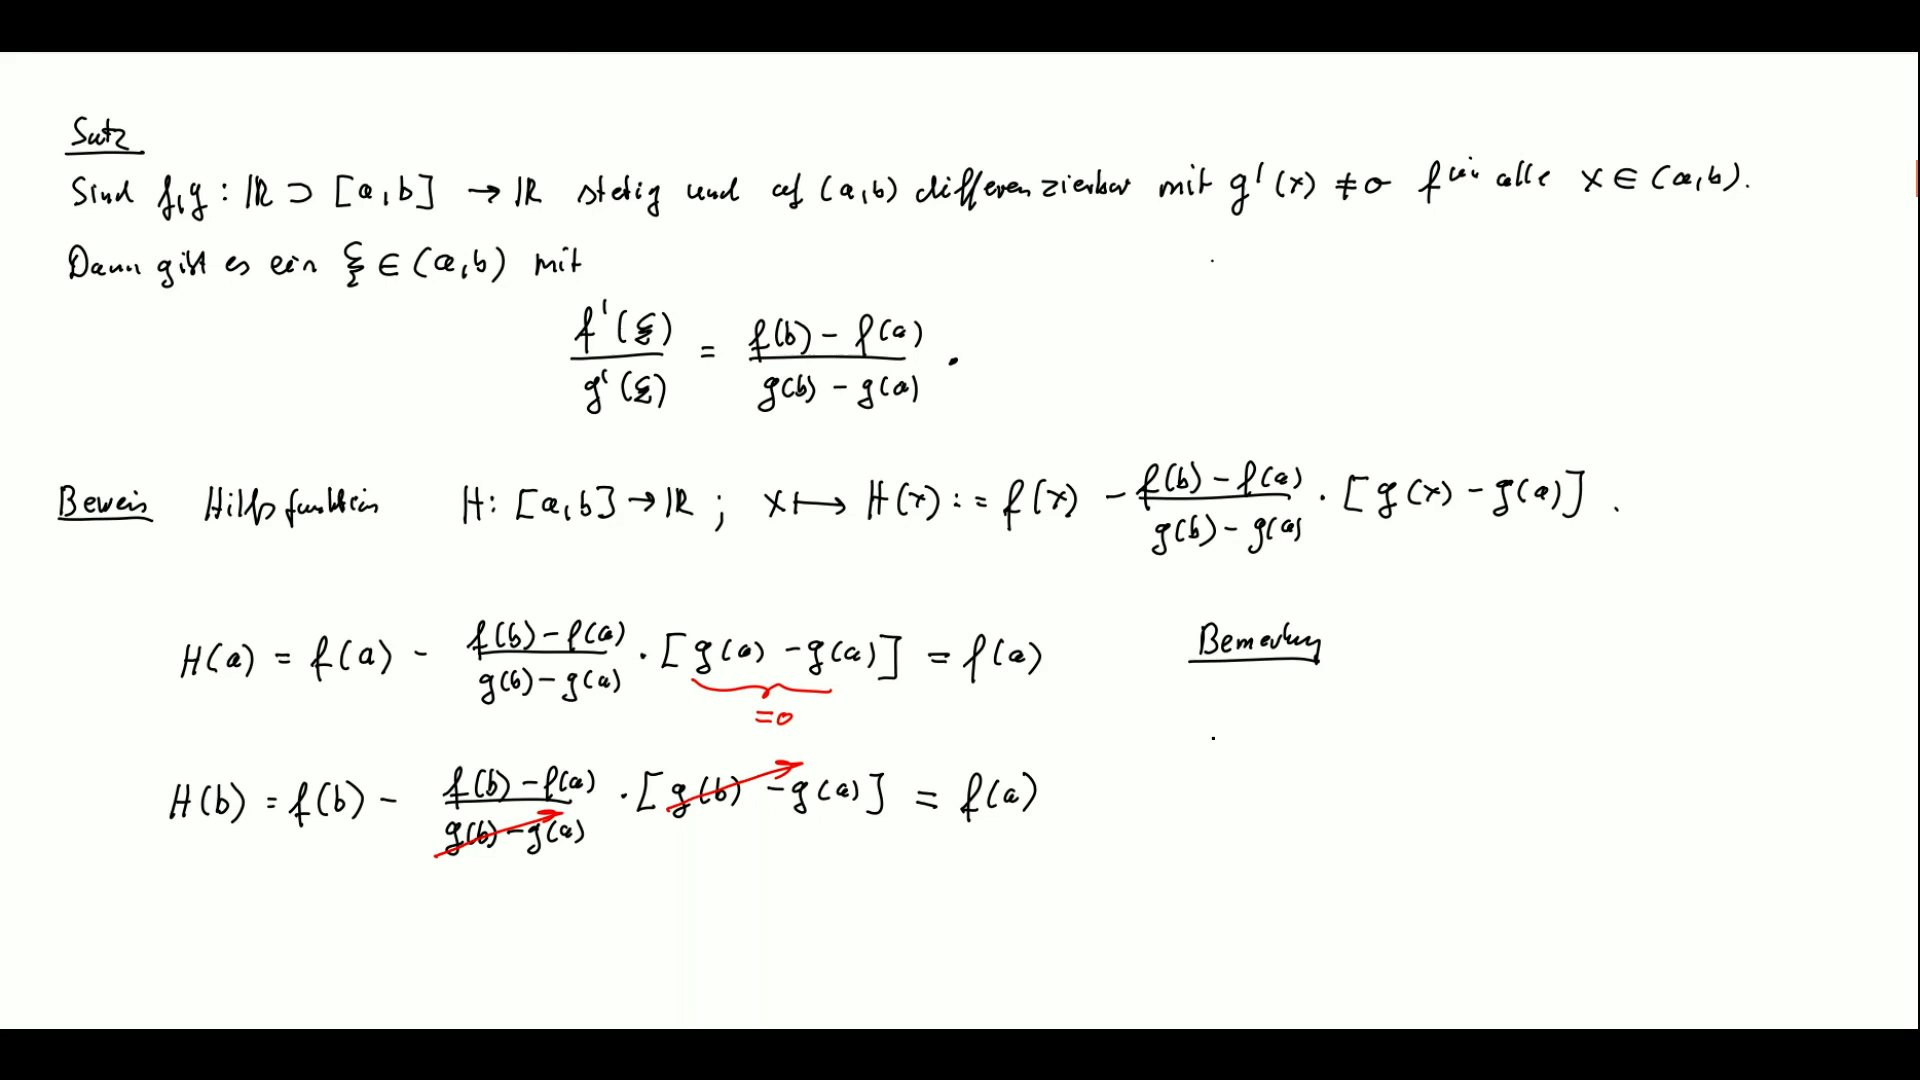 Satz
Sind f,g : ℝ ⊃ [a,b] → ℝ stetig und auf (a,b) differenzierbar mit g'(x) ≠ 0 für alle x ∈ (a,b).
Dann gibt es ein ξ ∈ (a,b) mit
f'(ξ) / g'(ξ) = (f(b) - f(a)) / (g(b) - g(a)) .
Beweis Hilfsfunktion H: [a,b] → ℝ ; x ⟼ H(x) := f(x) - (f(b) - f(a)) / (g(b) - g(a)) · [g(x) - g(a)] .
H(a) = f(a) - (f(b) - f(a)) / (g(b) - g(a)) · [g(a) - g(a)] = f(a)
=0
Bemerkung
H(b) = f(b) - (f(b) - f(a)) / (g(b) - g(a)) · [g(b) - g(a)] = f(a)